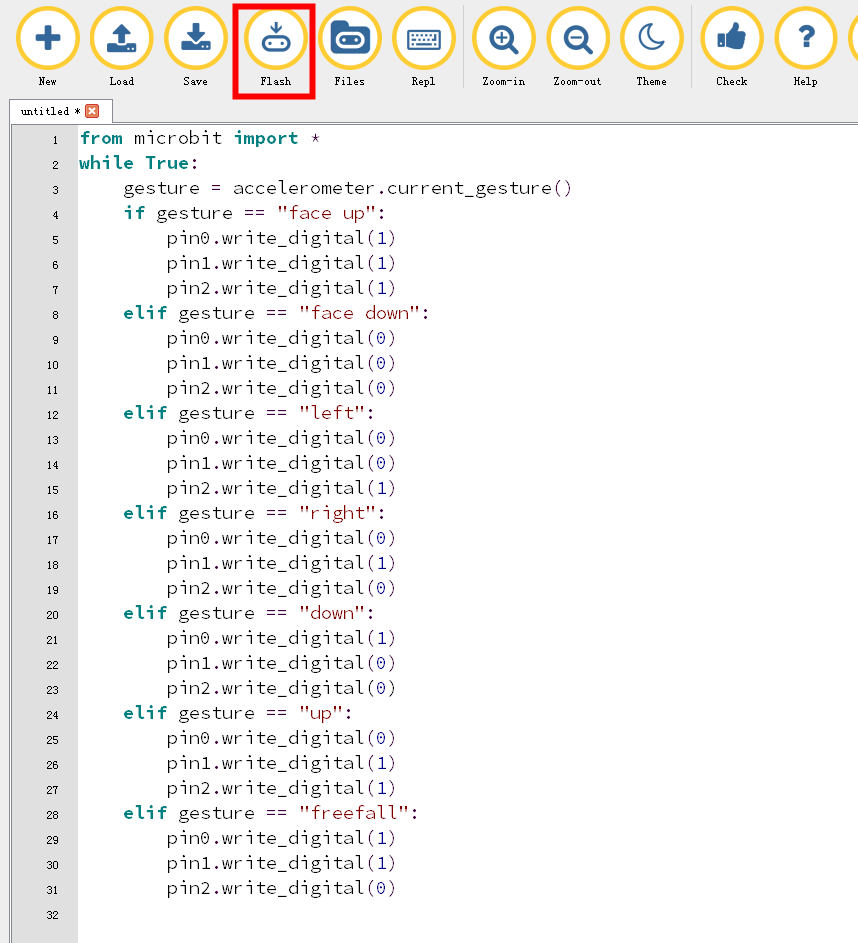 New Load Save Flash Files Repl Zoom-in Zoom-out Theme Check Help
untitled *
1 from microbit import *
2 while True:
3     gesture = accelerometer.current_gesture()
4     if gesture == "face up":
5         pin0.write_digital(1)
6         pin1.write_digital(1)
7         pin2.write_digital(1)
8     elif gesture == "face down":
9         pin0.write_digital(0)
10         pin1.write_digital(0)
11         pin2.write_digital(0)
12     elif gesture == "left":
13         pin0.write_digital(0)
14         pin1.write_digital(0)
15         pin2.write_digital(1)
16     elif gesture == "right":
17         pin0.write_digital(0)
18         pin1.write_digital(1)
19         pin2.write_digital(0)
20     elif gesture == "down":
21         pin0.write_digital(1)
22         pin1.write_digital(0)
23         pin2.write_digital(0)
24     elif gesture == "up":
25         pin0.write_digital(0)
26         pin1.write_digital(1)
27         pin2.write_digital(1)
28     elif gesture == "freefall":
29         pin0.write_digital(1)
30         pin1.write_digital(1)
31         pin2.write_digital(0)
32